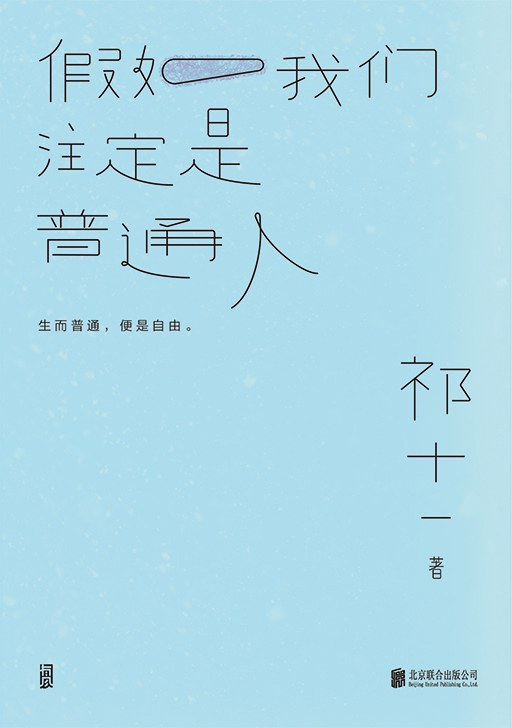 假如我们
注定是
普通人
生而普通，便是自由。
祁
十
一
著
北京联合出版公司
Beijing United Publishing Co.,Ltd.